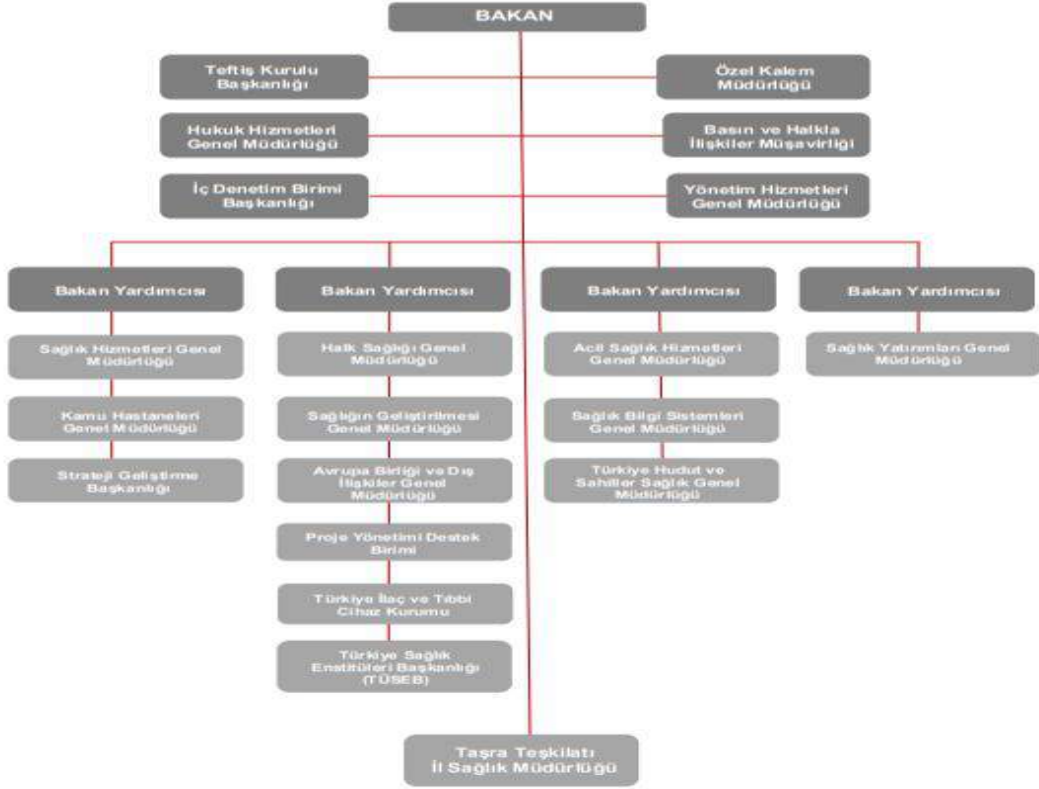 BAKAN
Teftiş Kurulu
Başkanlığı
Özel Kalem
Müdürlüğü
Hukuk Hizmetleri
Genel Müdürlüğü
Basın ve Halkla
İlişkiler Müşavirliği
İç Denetim Birimi
Başkanlığı
Yönetim Hizmetleri
Genel Müdürlüğü
Bakan Yardımcısı
Bakan Yardımcısı
Bakan Yardımcısı
Bakan Yardımcısı
Sağlık Hizmetleri Genel
Müdürlüğü
Halk Sağlığı Genel
Müdürlüğü
Acil Sağlık Hizmetleri
Genel Müdürlüğü
Sağlık Yatırımları Genel
Müdürlüğü
Kamu Hastaneleri
Genel Müdürlüğü
Sağlığın Geliştirilmesi
Genel Müdürlüğü
Sağlık Bilgi Sistemleri
Genel Müdürlüğü
Strateji Geliştirme
Başkanlığı
Avrupa Birliği ve Dış
İlişkiler Genel
Müdürlüğü
Türkiye Hudut ve
Sahiller Sağlık Genel
Müdürlüğü
Proje Yönetimi Destek
Birimi
Türkiye İlaç ve Tıbbi
Cihaz Kurumu
Türkiye Sağlık
Enstitüleri Başkanlığı
(TÜSEB)
Taşra Teşkilatı
İl Sağlık Müdürlüğü